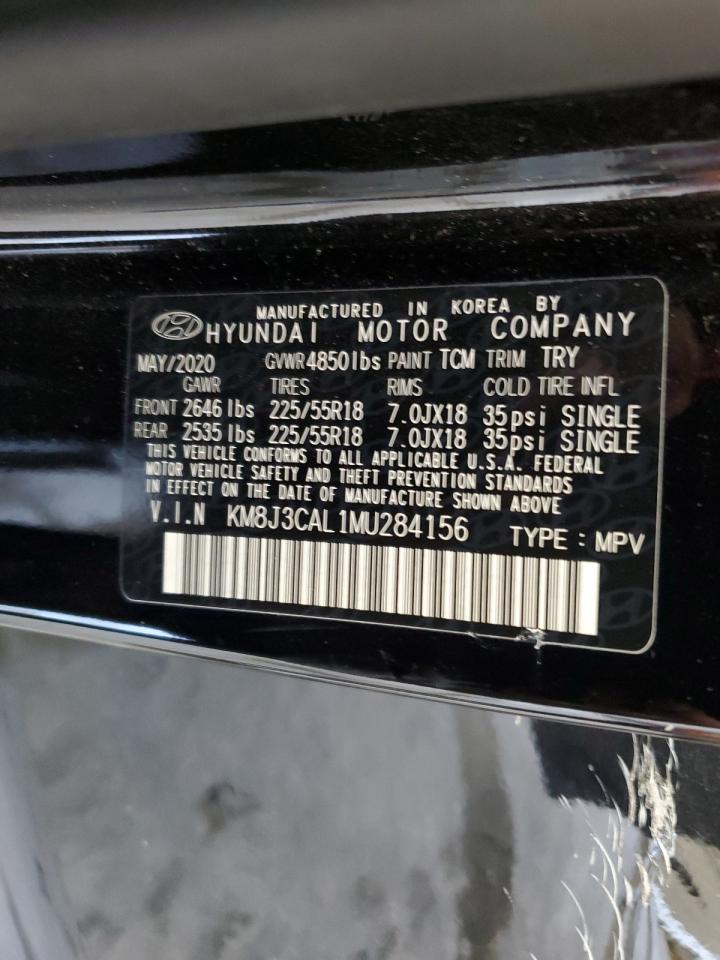 MANUFACTURED IN KOREA BY
HYUNDAI MOTOR COMPANY
MAY/2020 GVWR4850lbs PAINT TCM TRIM TRY
GAWR TIRES RIMS COLD TIRE INFL
FRONT 2646 lbs 225/55R18 7.0JX18 35psi SINGLE
REAR 2535 lbs 225/55R18 7.0JX18 35psi SINGLE
THIS VEHICLE CONFORMS TO ALL APPLICABLE U.S.A. FEDERAL
MOTOR VEHICLE SAFETY AND THEFT PREVENTION STANDARDS
IN EFFECT ON THE DATE OF MANUFACTURE SHOWN ABOVE
V.I.N KM8J3CAL1MU284156 TYPE : MPV